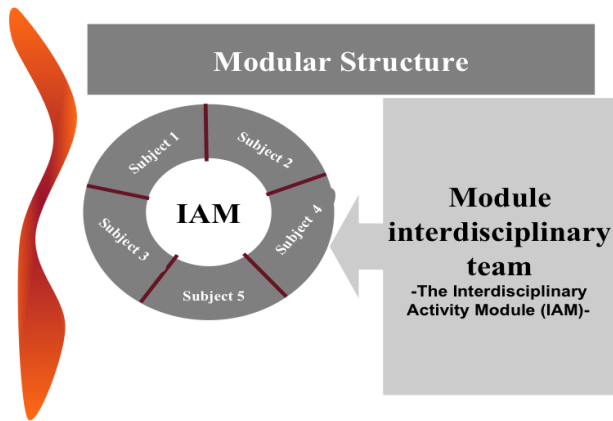 Modular Structure
Subject 1
Subject 2
IAM
Subject 3
Subject 4
Subject 5
Module
interdisciplinary
team
-The Interdisciplinary
Activity Module (IAM)-